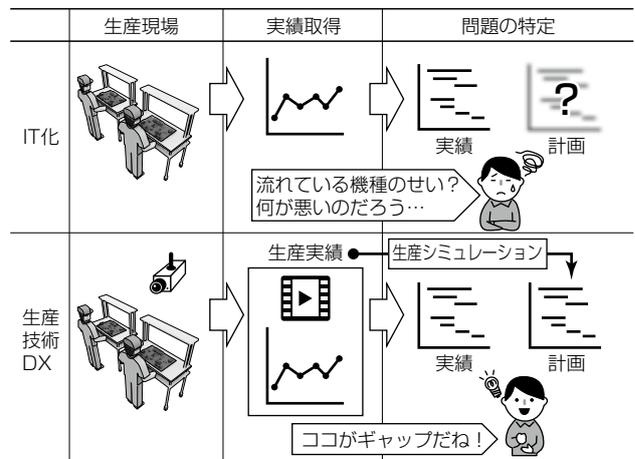 生産現場
実績取得
問題の特定
IT化
?
実績
計画
流れている機種のせい?
何が悪いのだろう…
生産
技術
DX
生産実績
生産シミュレーション
実績
計画
ココがギャップだね!